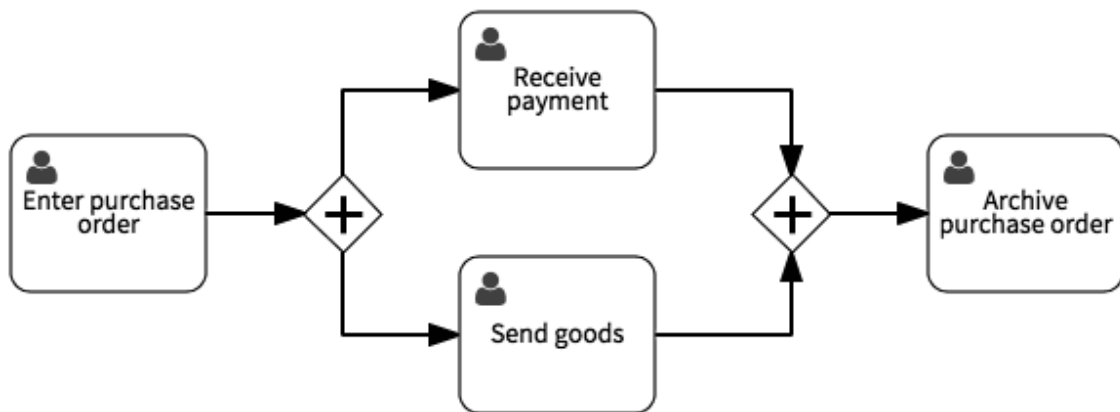 Enter purchase
order
Receive
payment
Send goods
Archive
purchase order